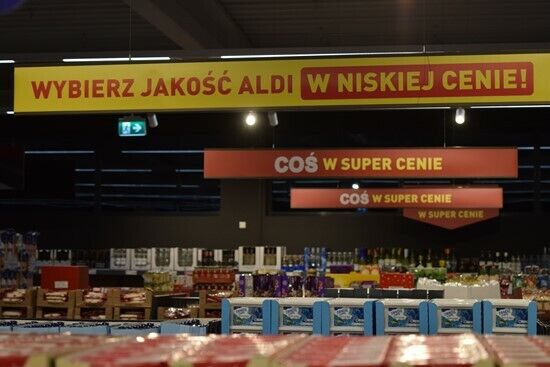 WYBIERZ JAKOŚĆ ALDI W NISKIEJ CENIE!
COŚ W SUPER CENIE
COŚ W SUPER CENIE
W SUPER CENIE